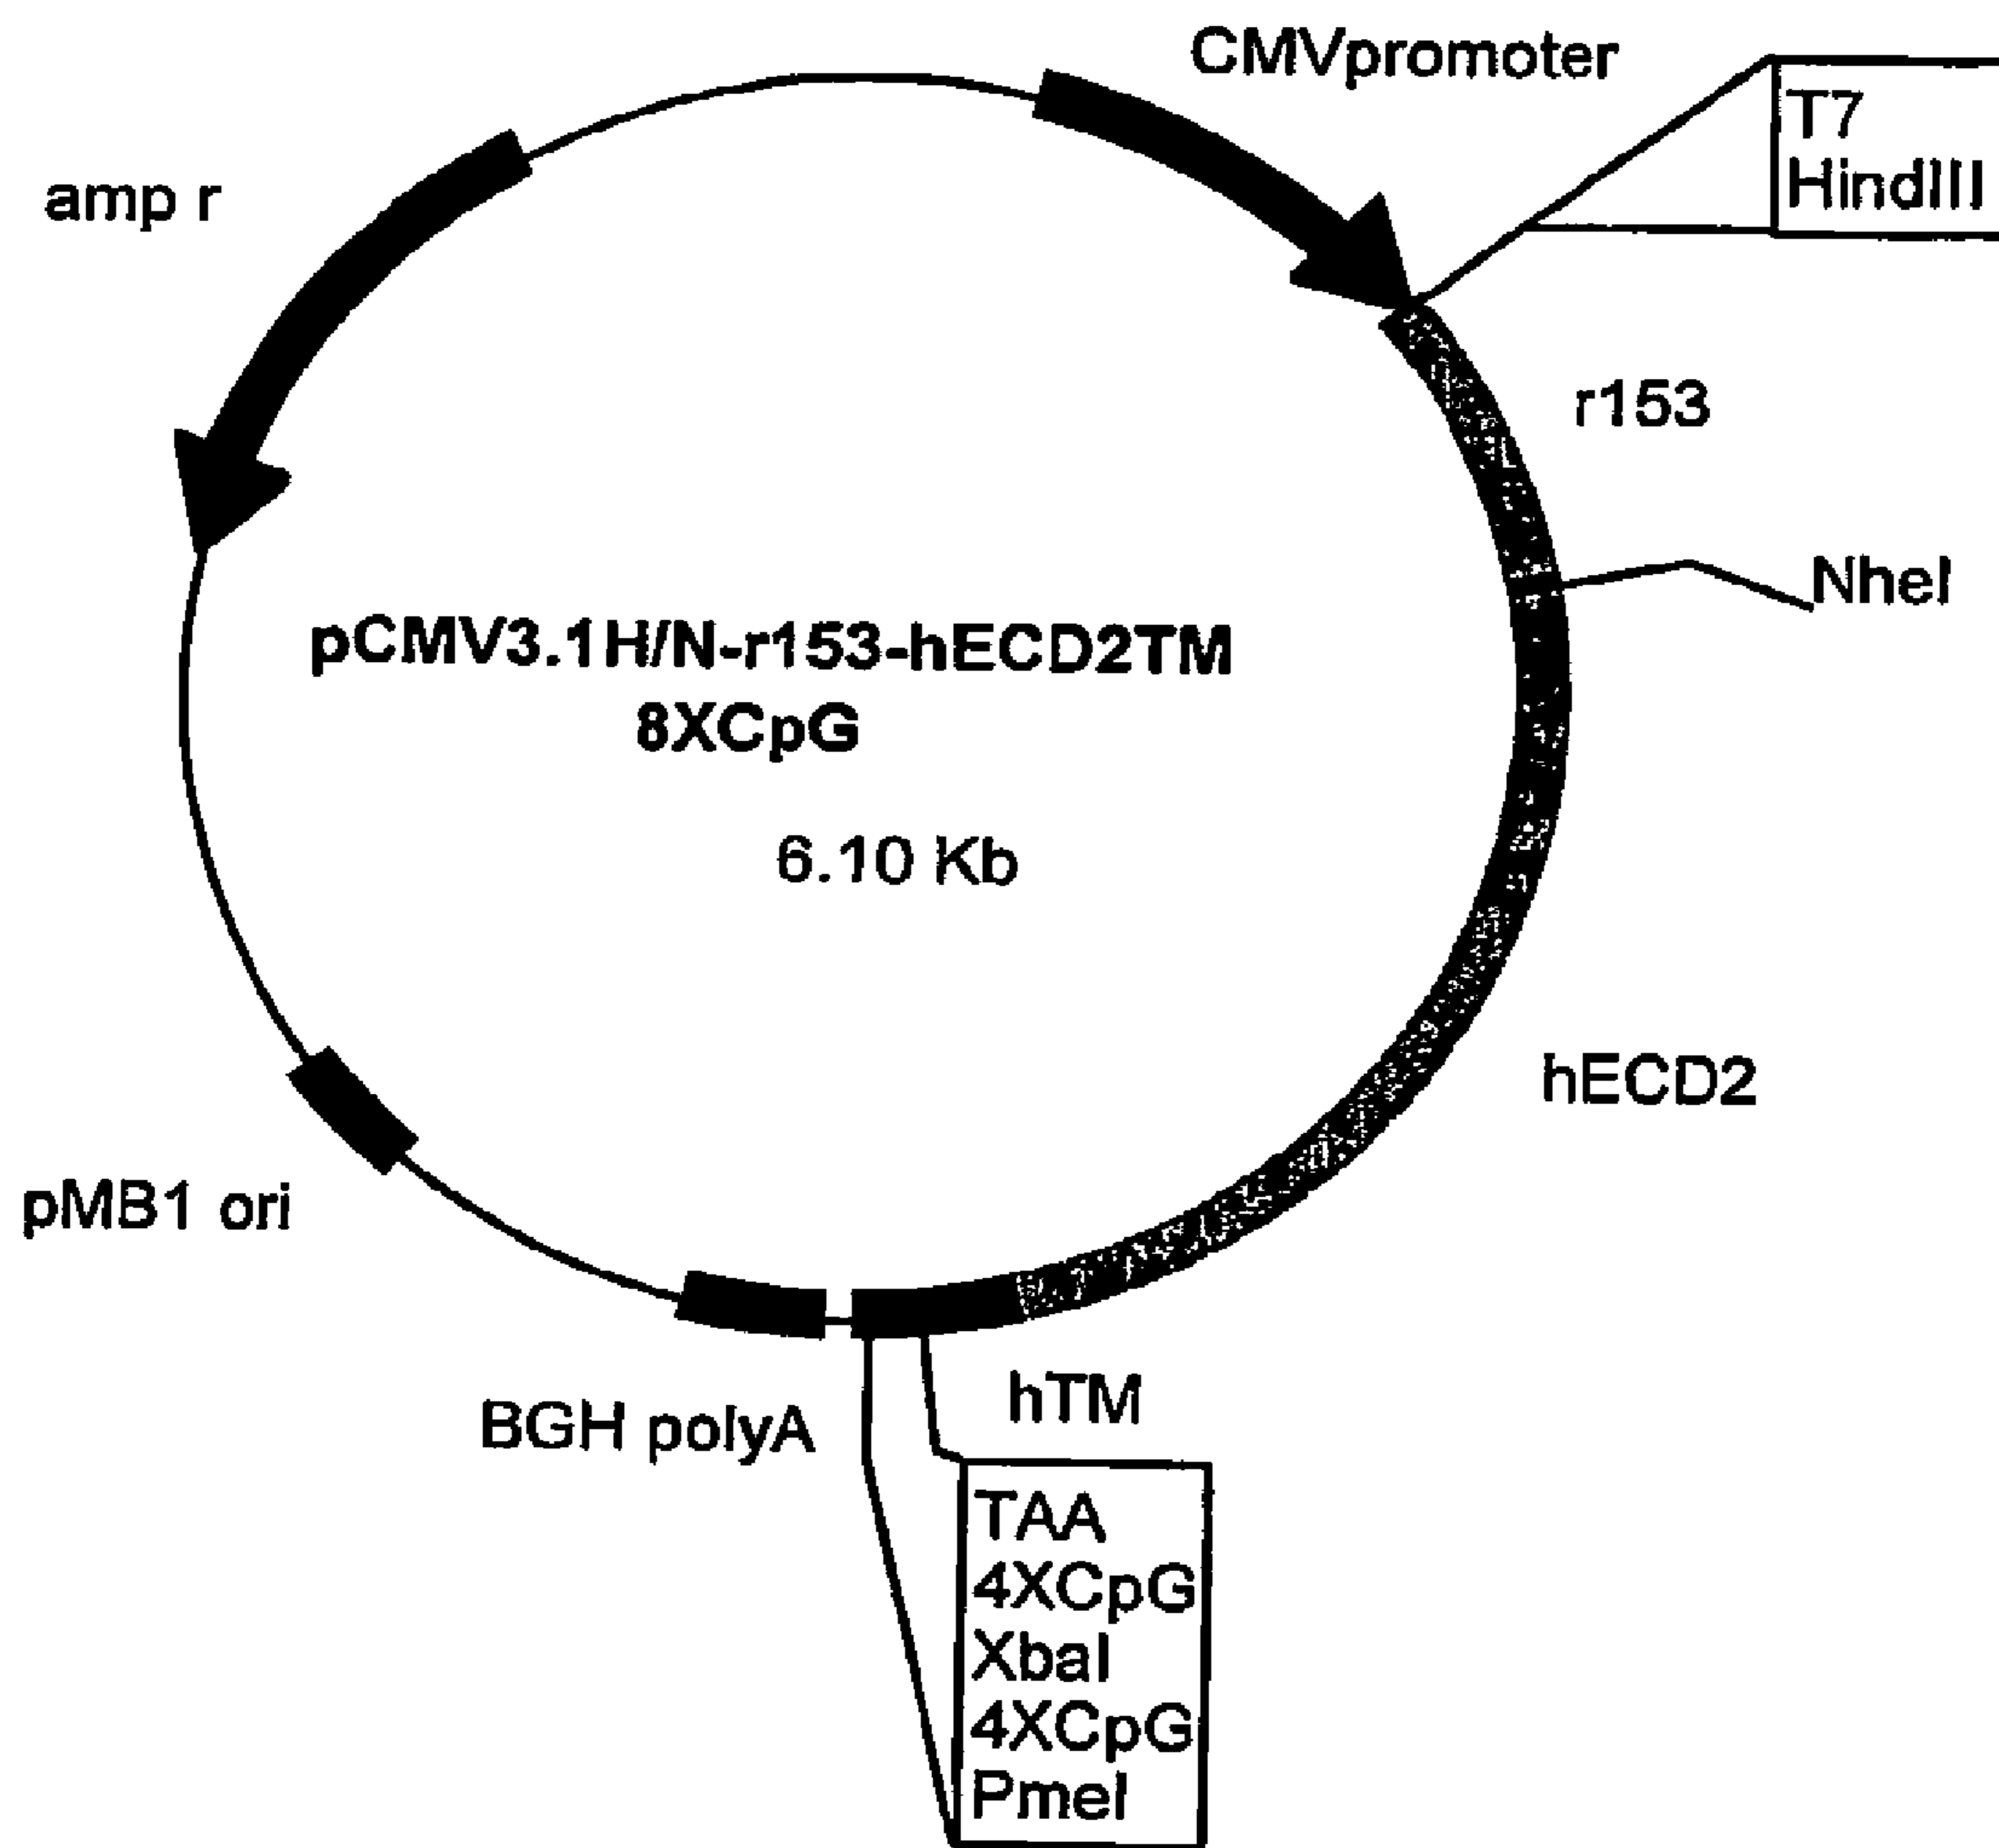 CMVpromoter
T7
HindIII
amp r
r153
NheI
pCMV3.1H/N-r153-hECD2TM
8XCpG
6.10 Kb
hECD2
pMB1 ori
hTM
BGH polyA
TAA
4XCpG
XbaI
4XCpG
PmeI